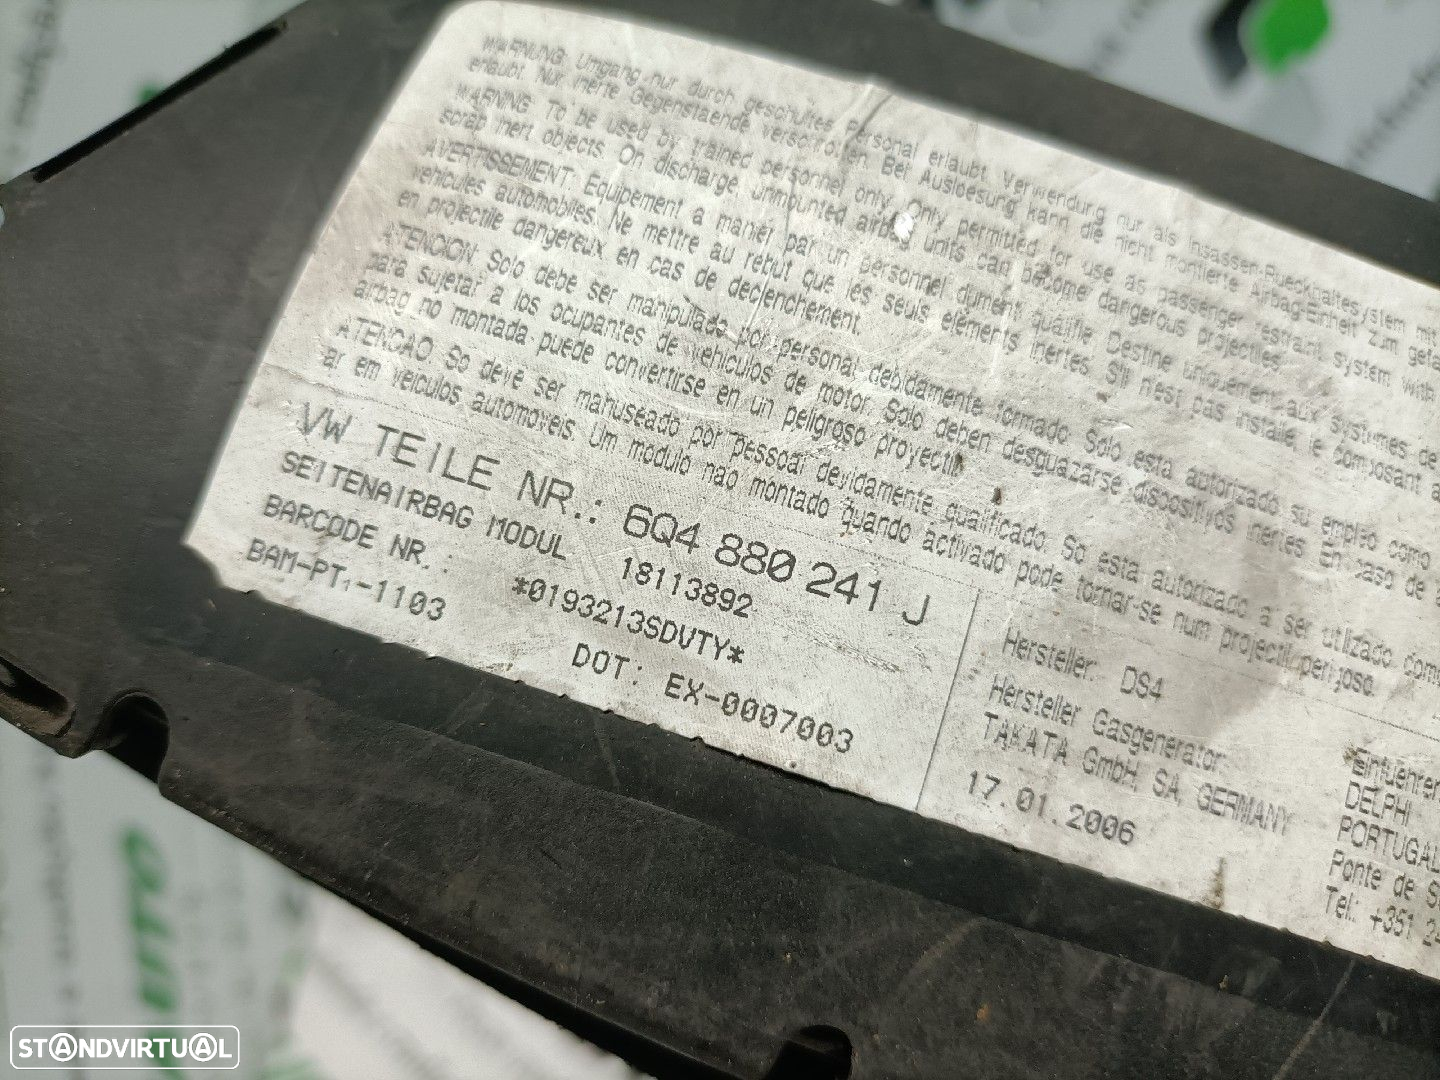 WARNUNG: Umgang nur durch geschultes Personal erlaubt. Verwendung nur als Insassen-Rueckhaltesystem mit
erlaubt. Nur inerte Gegenstaende verschrotten. Bei Ausloesung kann die nicht montierte Airbag-Einheit zum
WARNING: To be used by trained personnel only. Only permitted for use as passenger restraint system with
scrap inert objects. On discharge, unmounted airbag units can become dangerous projectiles.
AVERTISSEMENT: Equipement a manier par un personnel dument qualifie. Destine uniquement aux systemes de
vehicules automobiles. Ne mettre au rebut que les seuls elements inertes. S'il n'est pas installe, le composant
en projectile dangereux en cas de declenchement.
ATENCION: Solo debe ser manipulado por personal debidamente formado. Solo esta autorizado su empleo como
para sujetar a los ocupantes de vehiculos de motor. Solo deben desguazarse dispositivos inertes. En caso de
airbag no montada puede convertirse en un peligroso proyectil.
ATENCAO: So deve ser manuseado por pessoal devidamente qualificado. So esta autorizado a ser utilizado com
ar em veiculos automoveis. Um modulo nao montado quando activado pode tornar-se num projectil perigoso.
VW TEILE NR.: 6Q4 880 241 J
SEITENAIRBAG MODUL 18113892
BARCODE NR.: *0193213SDVTY*
BAM-PT1-1103 DOT: EX-0007003
Hersteller: DS4
Hersteller Gasgenerator:
TAKATA GmbH, SA, GERMANY
17.01.2006
DELPHI
PORTUGAL
Ponte de
Tel.: +351
STANDVIRTUAL